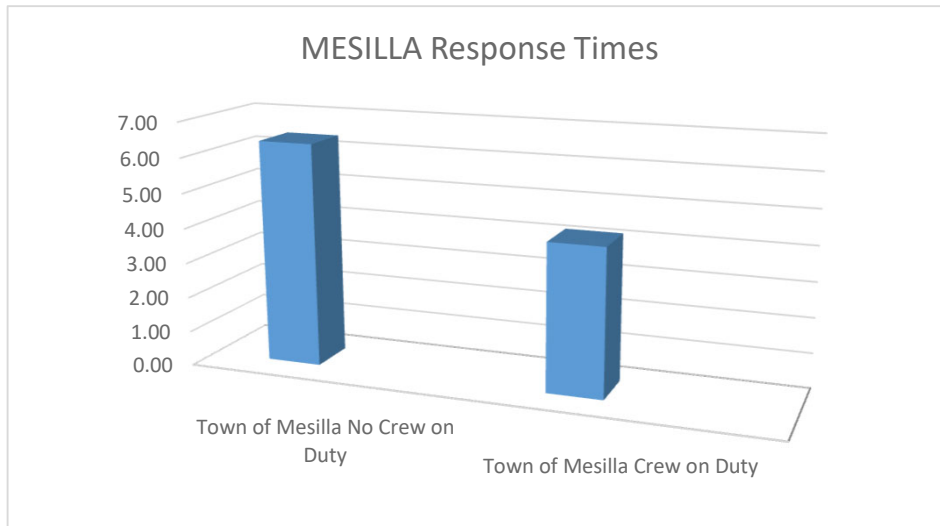 MESILLA Response Times
7.00
6.00
5.00
4.00
3.00
2.00
1.00
0.00
Town of Mesilla No Crew on
Duty
Town of Mesilla Crew on Duty